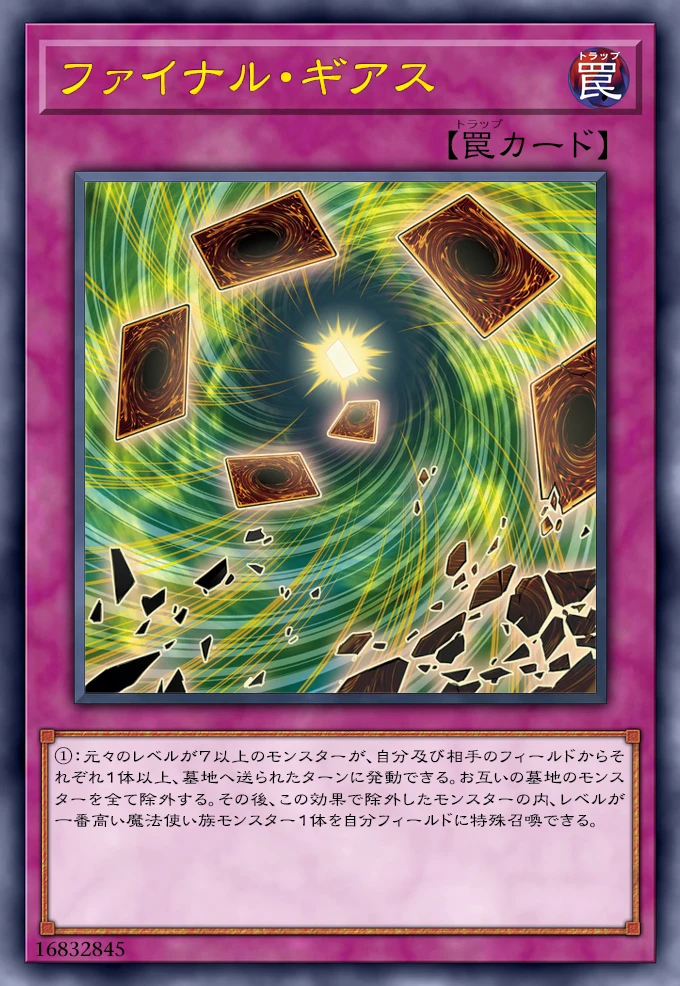 ファイナル・ギアス
トラップ
罠
トラップ
【罠カード】
①：元々のレベルが７以上のモンスターが、自分及び相手のフィールドからそ
れぞれ１体以上、墓地へ送られたターンに発動できる。お互いの墓地のモンス
ターを全て除外する。その後、この効果で除外したモンスターの内、レベルが
一番高い魔法使い族モンスター１体を自分フィールドに特殊召喚できる。
16832845